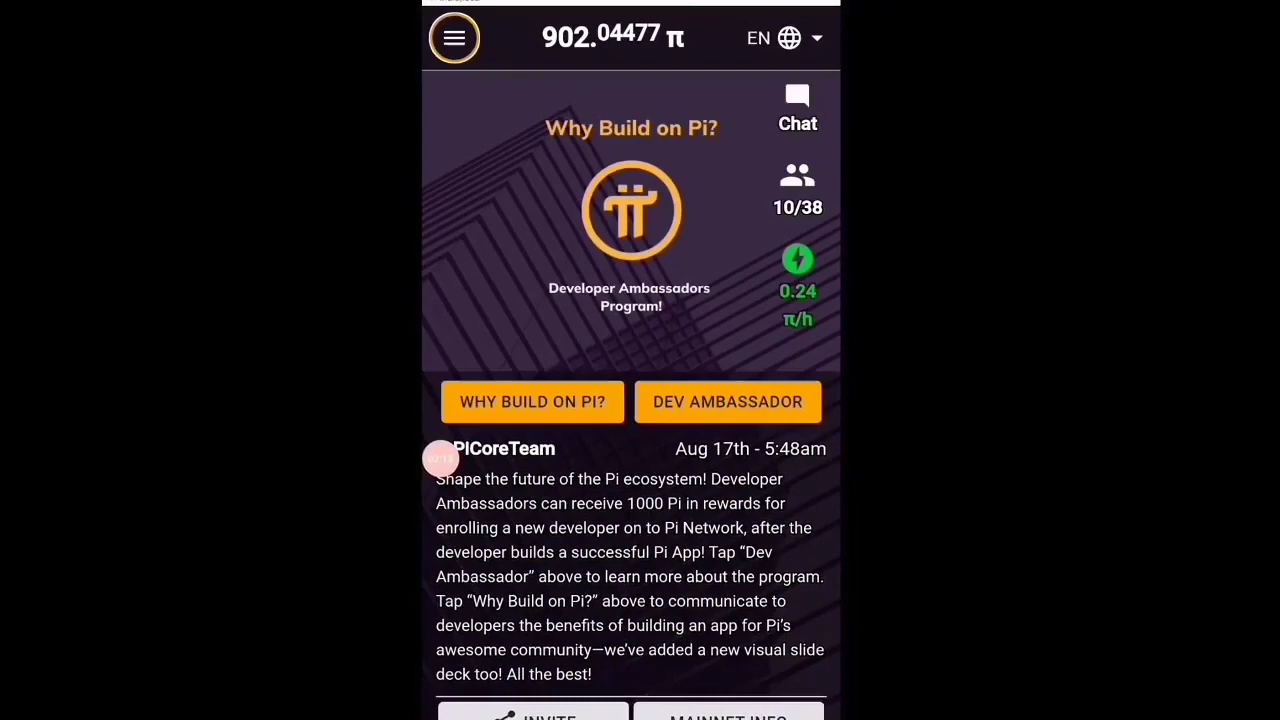 902.04477 π
EN
Why Build on Pi?
Chat
10/38
Developer Ambassadors
Program!
0.24
π/h
WHY BUILD ON PI?
DEV AMBASSADOR
PiCoreTeam
Aug 17th - 5:48am
02:13
Shape the future of the Pi ecosystem! Developer
Ambassadors can receive 1000 Pi in rewards for
enrolling a new developer on to Pi Network, after the
developer builds a successful Pi App! Tap “Dev
Ambassador” above to learn more about the program.
Tap “Why Build on Pi?” above to communicate to
developers the benefits of building an app for Pi’s
awesome community—we’ve added a new visual slide
deck too! All the best!
INVITE
MAINNET INFO